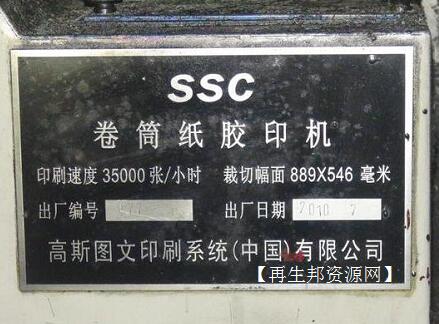 SSC
卷筒纸胶印机
印刷速度 35000 张/小时 裁切幅面 889X546 毫米
出厂编号 出厂日期 2010 7
高斯图文印刷系统(中国)有限公司
【再生邦资源网】